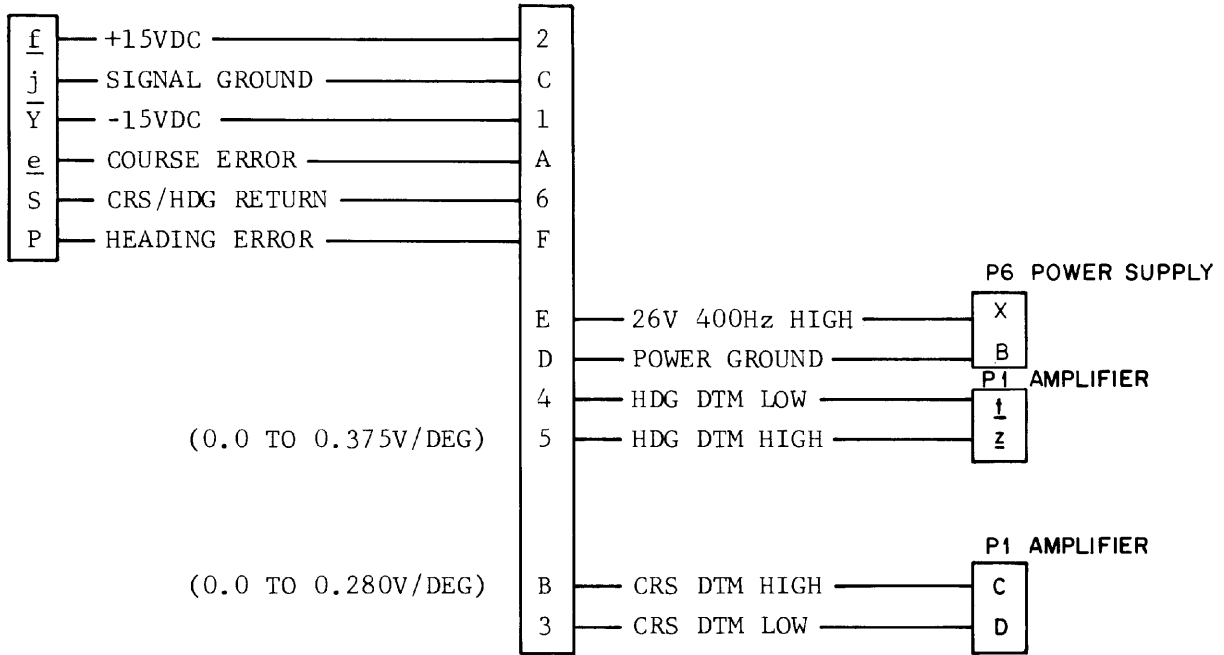 f +15VDC 2
j SIGNAL GROUND C
Y -15VDC 1
e COURSE ERROR A
S CRS/HDG RETURN 6
P HEADING ERROR F
P6 POWER SUPPLY
E 26V 400Hz HIGH X
D POWER GROUND B
P1 AMPLIFIER
4 HDG DTM LOW t
(0.0 TO 0.375V/DEG) 5 HDG DTM HIGH z
P1 AMPLIFIER
(0.0 TO 0.280V/DEG) B CRS DTM HIGH C
3 CRS DTM LOW D